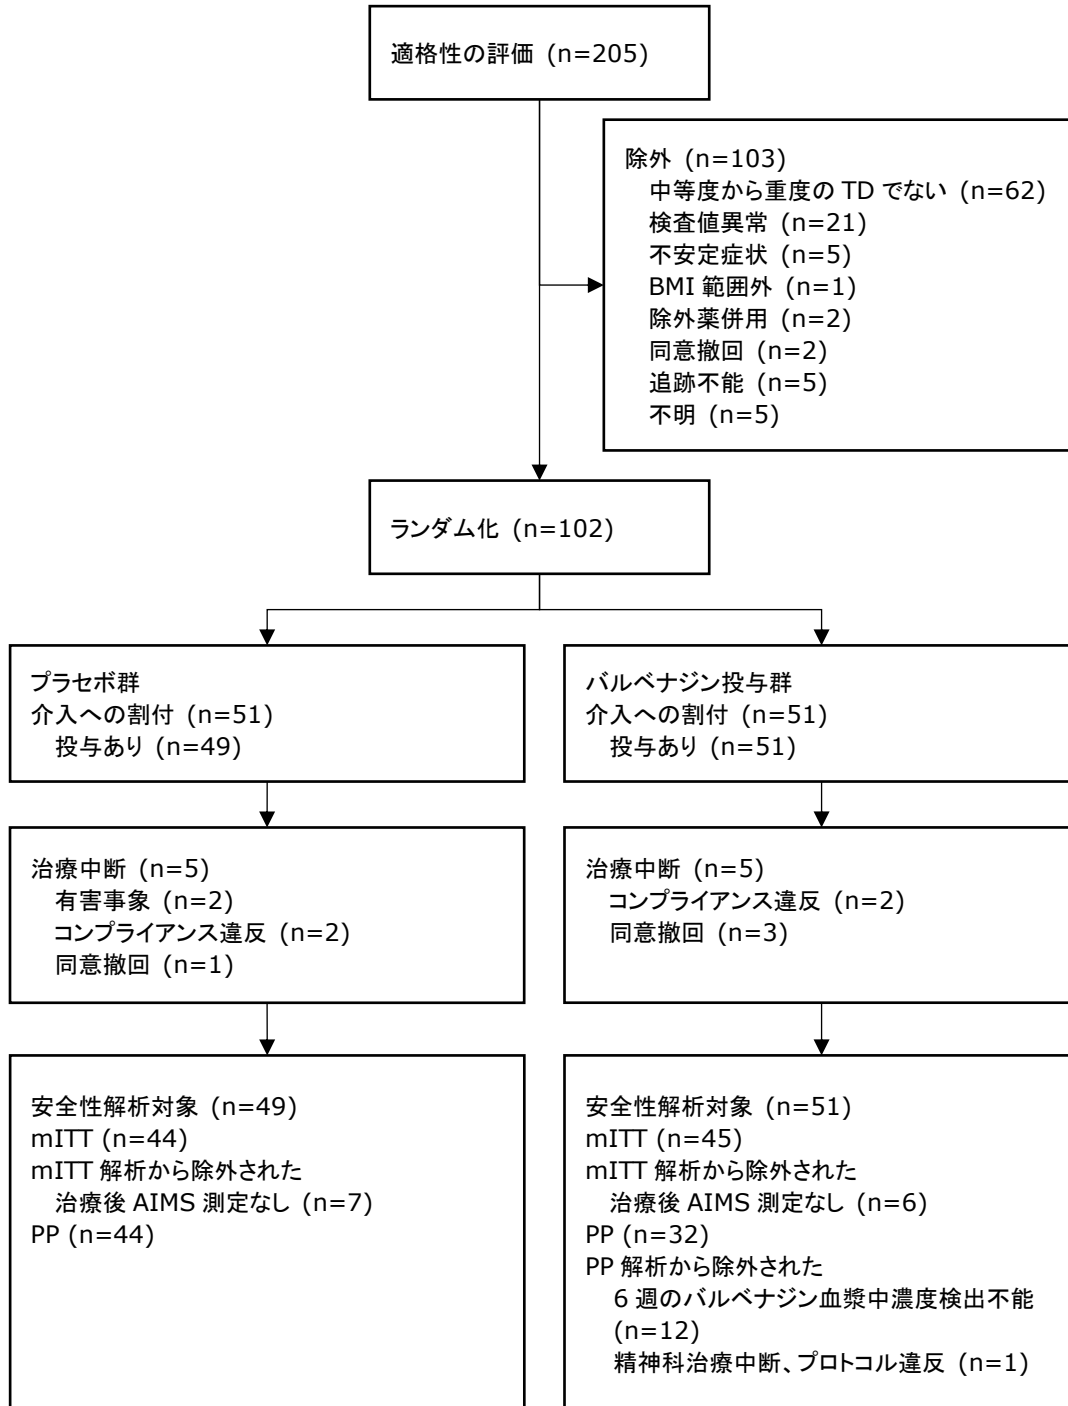 適格性の評価 (n=205)
除外 (n=103)
中等度から重度の TD でない (n=62)
検査値異常 (n=21)
不安定症状 (n=5)
BMI 範囲外 (n=1)
除外薬併用 (n=2)
同意撤回 (n=2)
追跡不能 (n=5)
不明 (n=5)
ランダム化 (n=102)
プラセボ群
介入への割付 (n=51)
投与あり (n=49)
バルベナジン投与群
介入への割付 (n=51)
投与あり (n=51)
治療中断 (n=5)
有害事象 (n=2)
コンプライアンス違反 (n=2)
同意撤回 (n=1)
治療中断 (n=5)
コンプライアンス違反 (n=2)
同意撤回 (n=3)
安全性解析対象 (n=49)
mITT (n=44)
mITT 解析から除外された
治療後 AIMS 測定なし (n=7)
PP (n=44)
安全性解析対象 (n=51)
mITT (n=45)
mITT 解析から除外された
治療後 AIMS 測定なし (n=6)
PP (n=32)
PP 解析から除外された
6 週のバルベナジン血漿中濃度検出不能
(n=12)
精神科治療中断、プロトコル違反 (n=1)